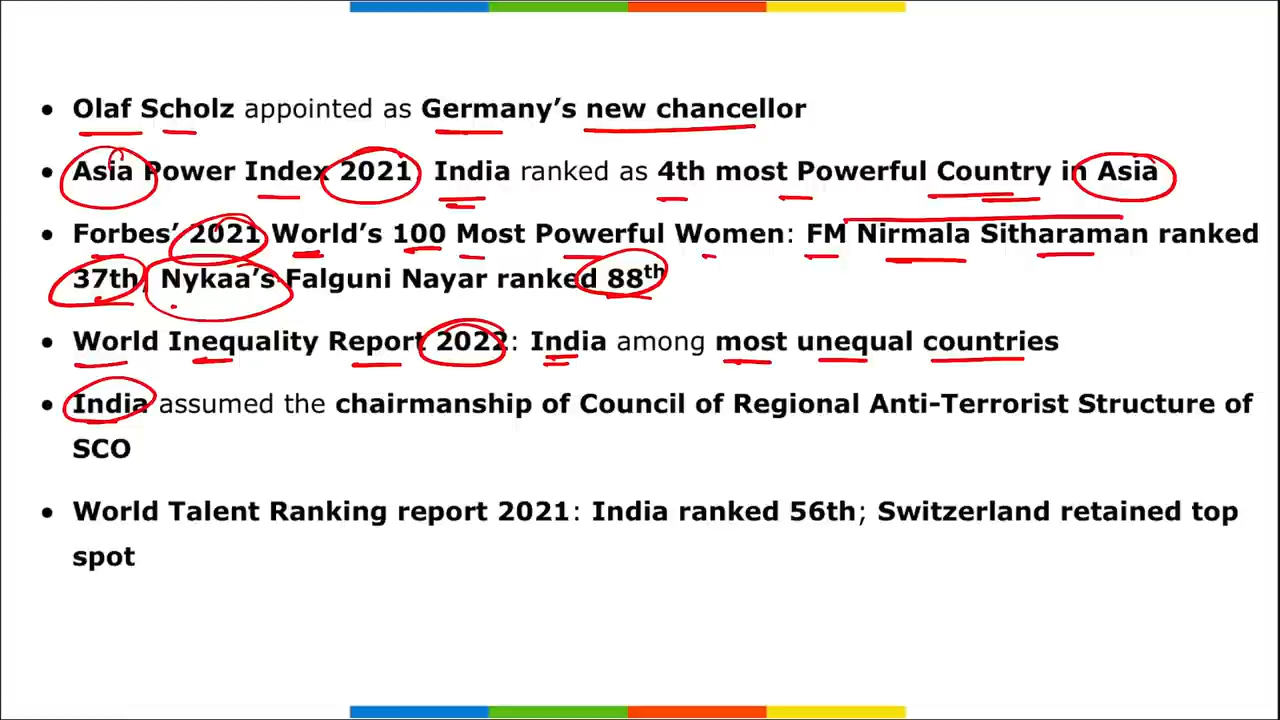 • Olaf Scholz appointed as Germany’s new chancellor
• Asia Power Index 2021 India ranked as 4th most Powerful Country in Asia
• Forbes’ 2021 World’s 100 Most Powerful Women: FM Nirmala Sitharaman ranked
37th, Nykaa’s Falguni Nayar ranked 88th
• World Inequality Report 2022: India among most unequal countries
• India assumed the chairmanship of Council of Regional Anti-Terrorist Structure of
SCO
• World Talent Ranking report 2021: India ranked 56th; Switzerland retained top
spot